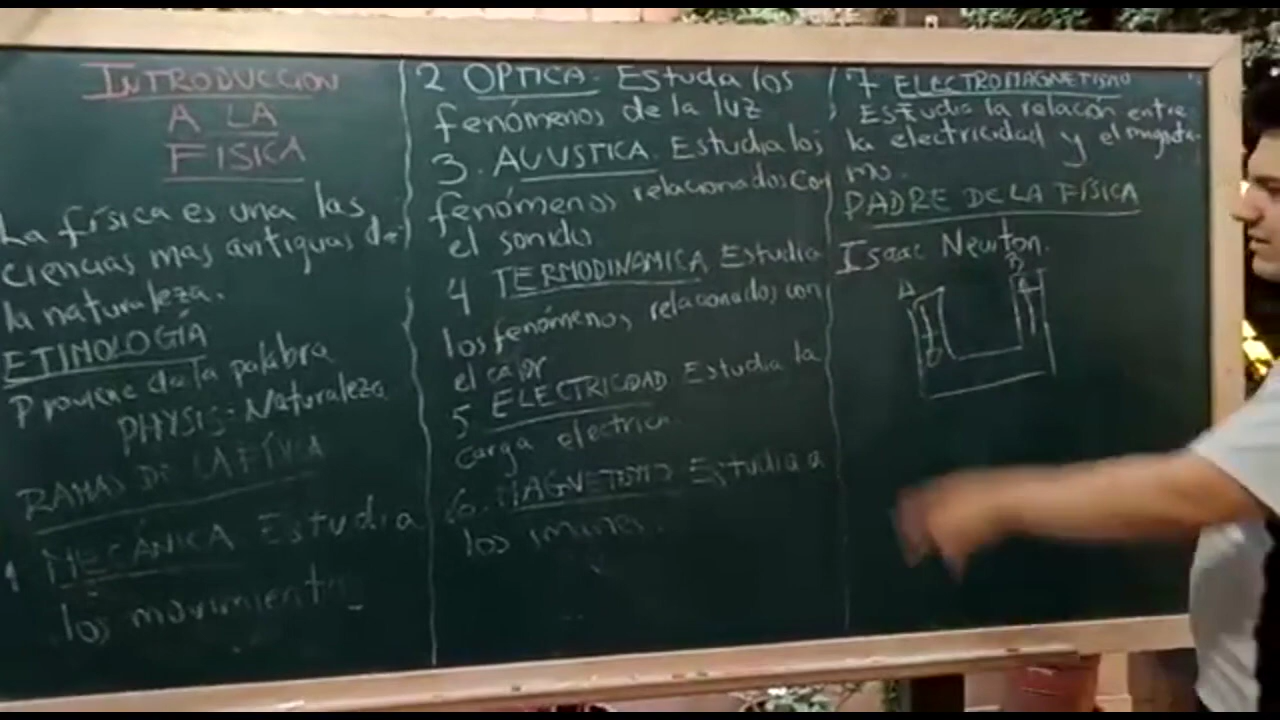 INTRODUCCION
A LA
FISICA
La física es una las
ciencias mas antiguas de
la naturaleza.
ETINOLOGÍA
Proviene de la palabra
PHYSIS = Naturaleza
RAMAS DE LA FÍSICA
1 MECÁNICA Estudia
los movimientos
2 OPTICA. Estuda los
fenómenos de la luz
3. ACUSTICA. Estudia los
fenómenos relacionados con
el sonido
4 TERMODINAMICA Estudia
los fenómenos relacionados con
el calor
5 ELECTRICIDAD Estudia la
carga electrica
6. MAGNETISMO Estudia a
los imanes.
7 ELECTROMAGNETISMO
Estudia la relación entre
la electricidad y el magnetis-
mo.
PADRE DE LA FÍSICA
Isaac Newton.
A B